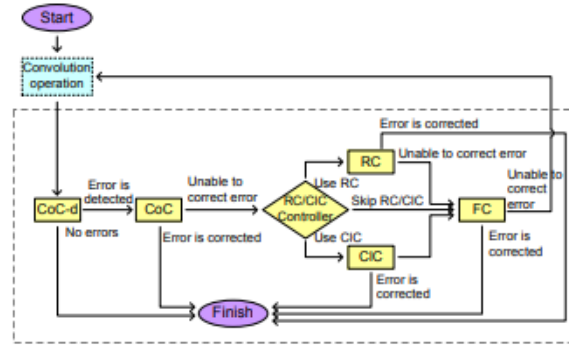 Start
Convolution
operation
Error is corrected
RC
Unable to correct error
Unable to
correct
error
Use RC
Error is
detected
Unable to
correct error
CoC-d
CoC
RC/CIC
Controller
Skip RC/CIC
FC
No errors
Error is corrected
Use CIC
CIC
Error is
corrected
Error is
corrected
Finish